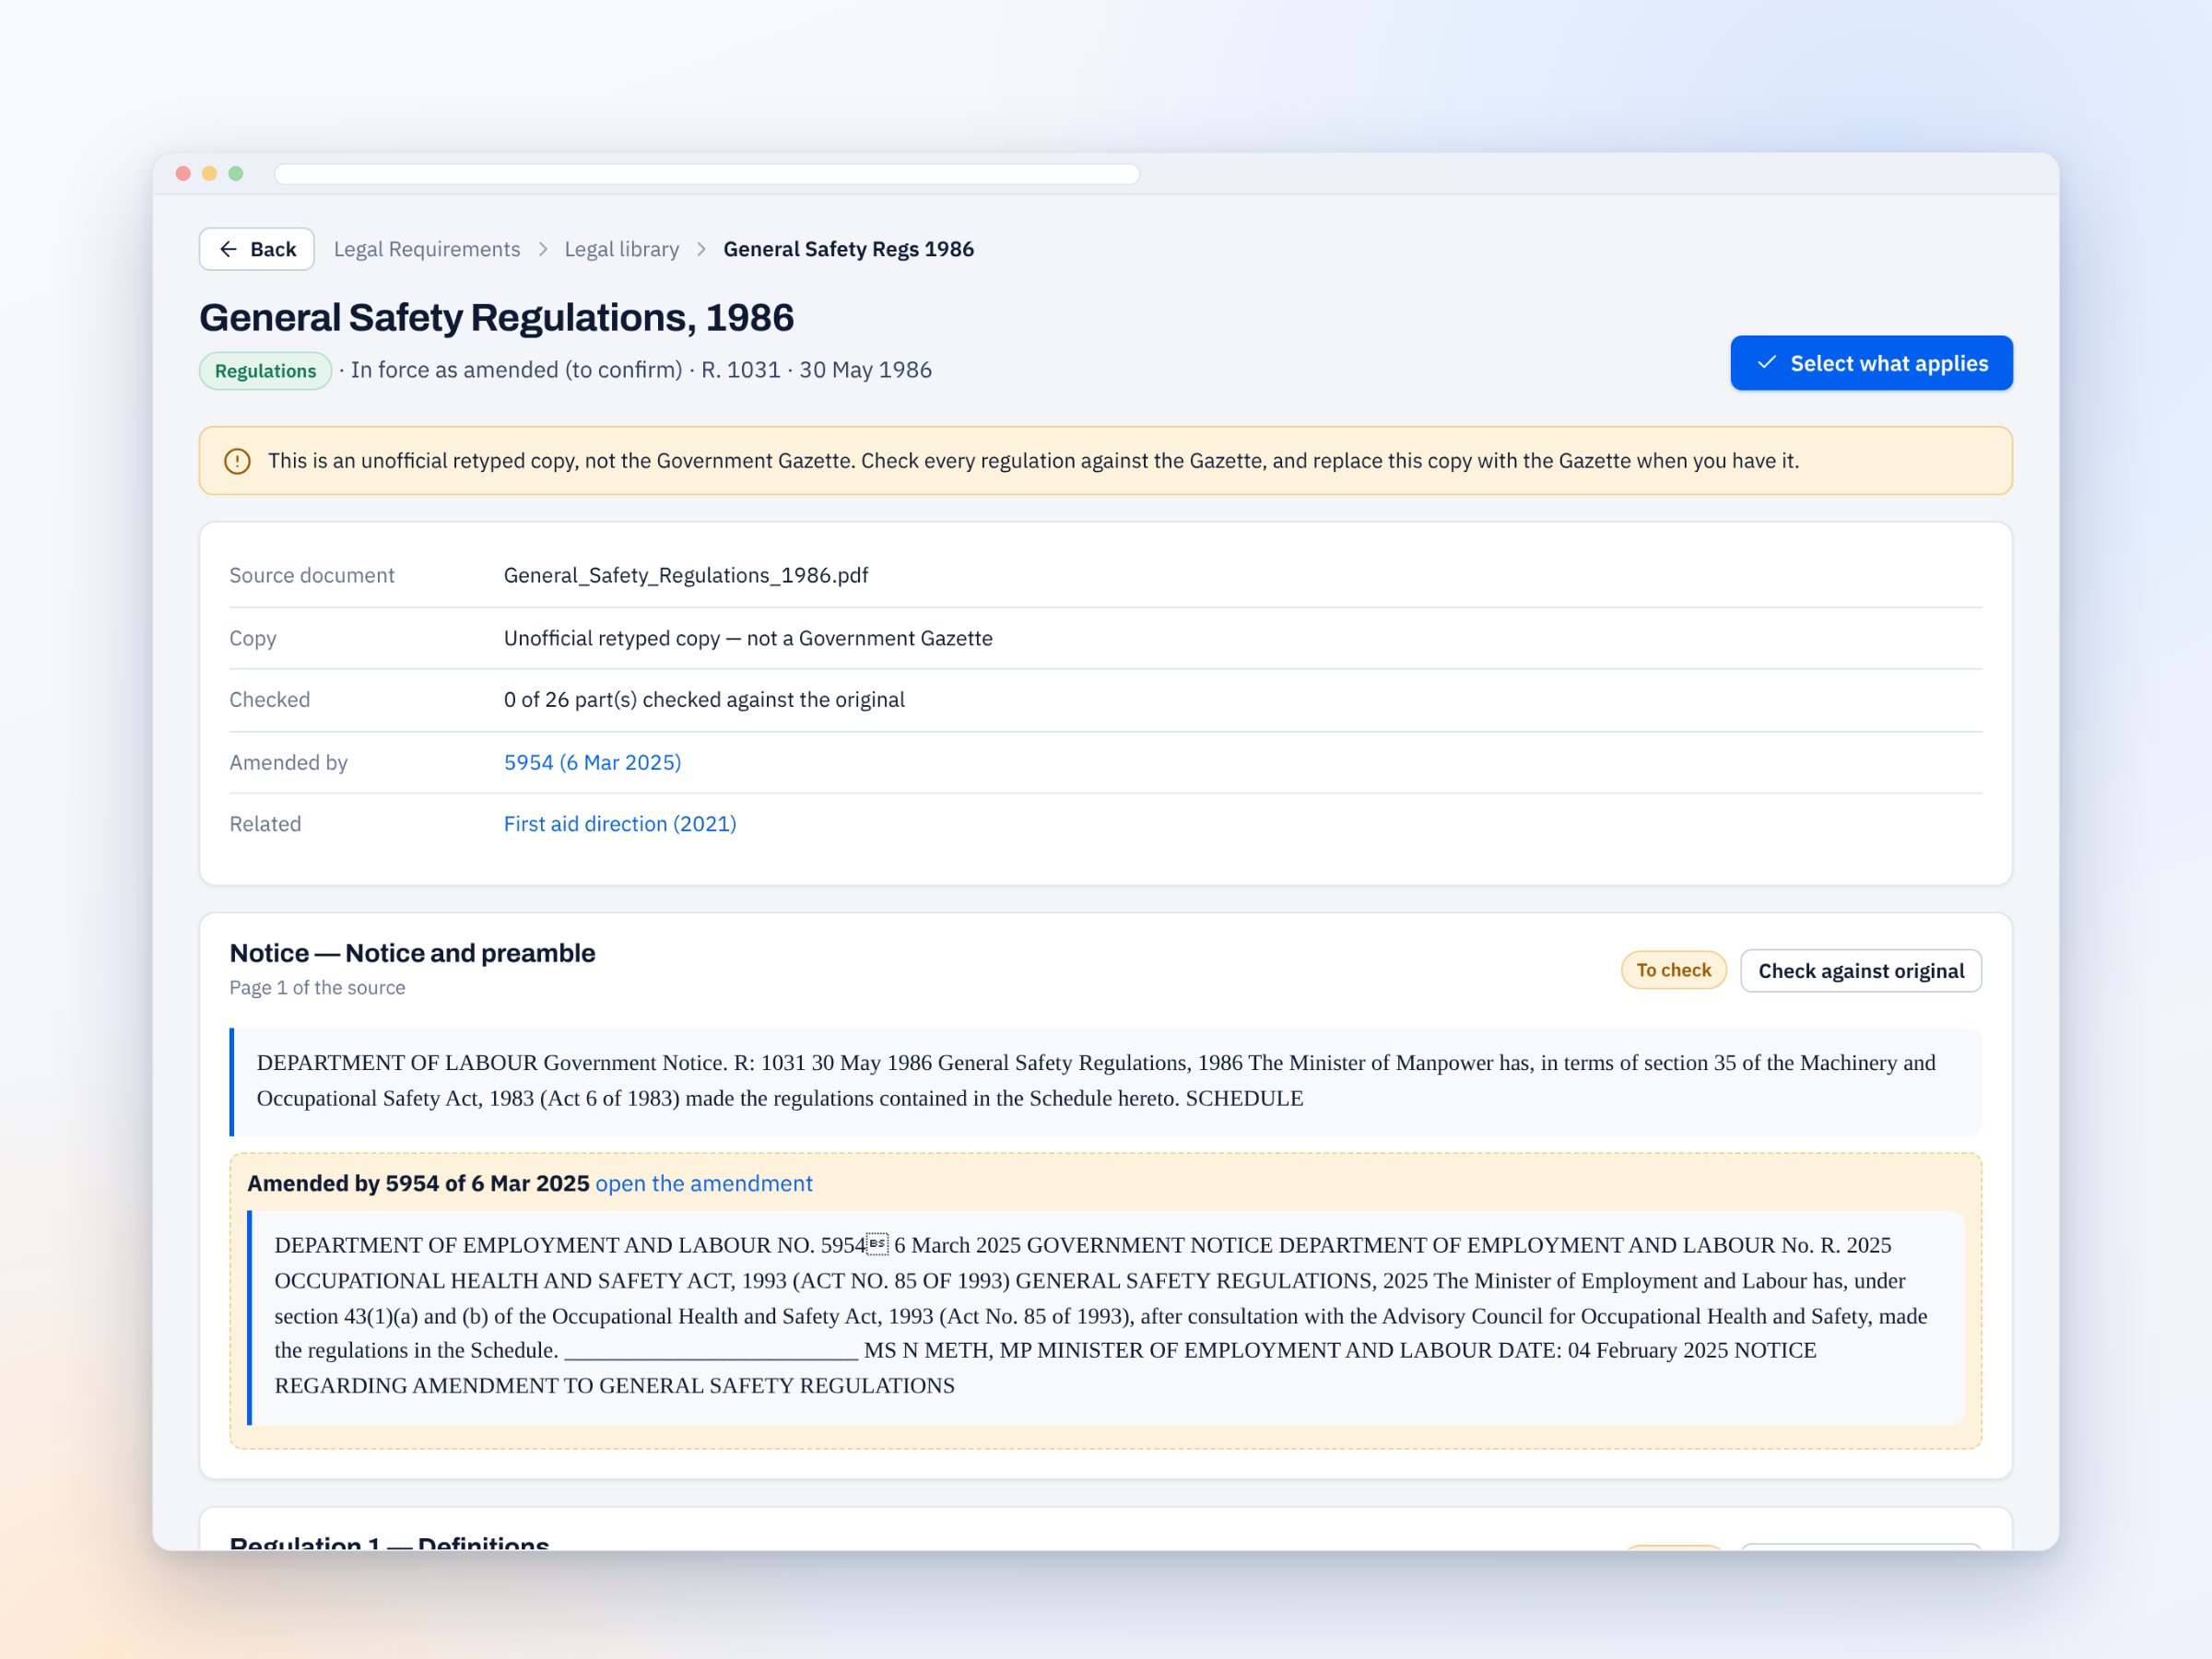 Back Legal Requirements > Legal library > General Safety Regs 1986
General Safety Regulations, 1986
Regulations · In force as amended (to confirm) · R. 1031 · 30 May 1986
Select what applies
This is an unofficial retyped copy, not the Government Gazette. Check every regulation against the Gazette, and replace this copy with the Gazette when you have it.
Source document General_Safety_Regulations_1986.pdf
Copy Unofficial retyped copy — not a Government Gazette
Checked 0 of 26 part(s) checked against the original
Amended by 5954 (6 Mar 2025)
Related First aid direction (2021)
Notice — Notice and preamble
Page 1 of the source
To check Check against original
DEPARTMENT OF LABOUR Government Notice. R: 1031 30 May 1986 General Safety Regulations, 1986 The Minister of Manpower has, in terms of section 35 of the Machinery and
Occupational Safety Act, 1983 (Act 6 of 1983) made the regulations contained in the Schedule hereto. SCHEDULE
Amended by 5954 of 6 Mar 2025 open the amendment
DEPARTMENT OF EMPLOYMENT AND LABOUR NO. 5954 6 March 2025 GOVERNMENT NOTICE DEPARTMENT OF EMPLOYMENT AND LABOUR No. R. 2025
OCCUPATIONAL HEALTH AND SAFETY ACT, 1993 (ACT NO. 85 OF 1993) GENERAL SAFETY REGULATIONS, 2025 The Minister of Employment and Labour has, under
section 43(1)(a) and (b) of the Occupational Health and Safety Act, 1993 (Act No. 85 of 1993), after consultation with the Advisory Council for Occupational Health and Safety, made
the regulations in the Schedule. __________________________ MS N METH, MP MINISTER OF EMPLOYMENT AND LABOUR DATE: 04 February 2025 NOTICE
REGARDING AMENDMENT TO GENERAL SAFETY REGULATIONS
Regulation 1 — Definitions